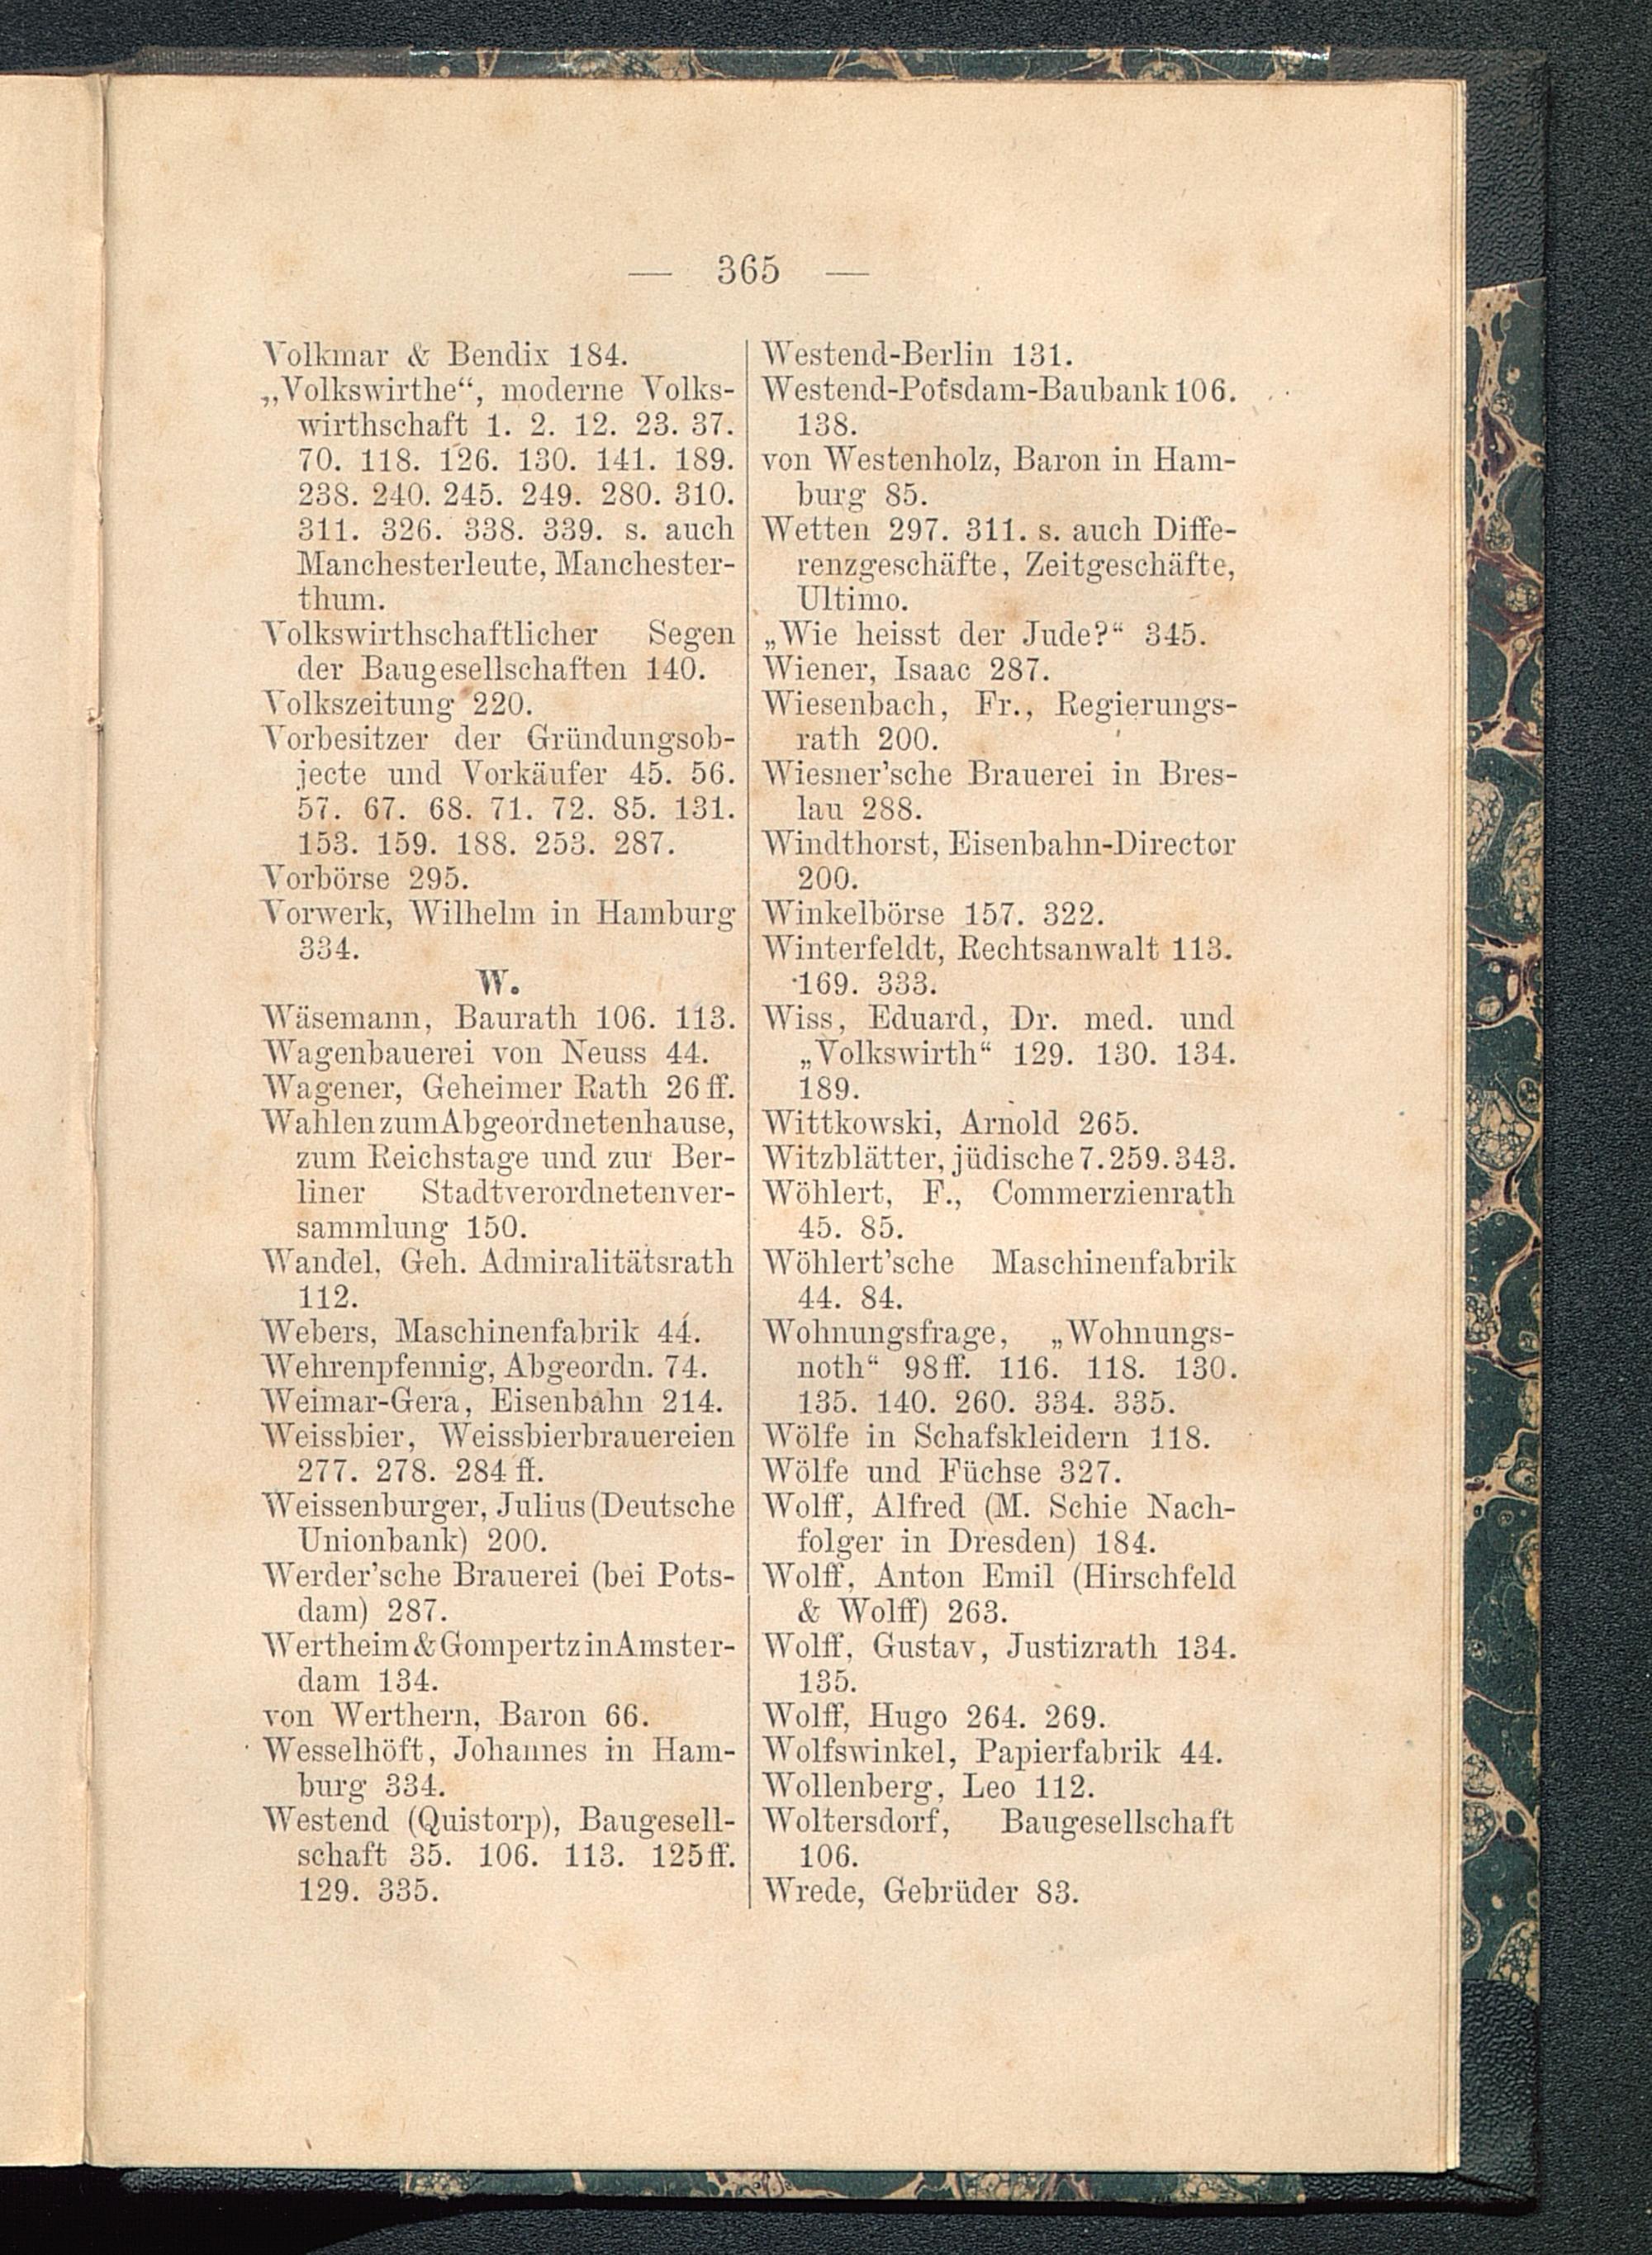 — 365 —
Volkmar & Bendix 184.
„Volkswirthe“, moderne Volks-
wirthschaft 1. 2. 12. 23. 37.
70. 118. 126. 130. 141. 189.
238. 240. 245. 249. 280. 310.
311. 326. 338. 339. s. auch
Manchesterleute, Manchester-
thum.
Volkswirthschaftlicher Segen
der Baugesellschaften 140.
Volkszeitung 220.
Vorbesitzer der Gründungsob-
jecte und Vorkäufer 45. 56.
57. 67. 68. 71. 72. 85. 131.
153. 159. 188. 253. 287.
Vorbörse 295.
Vorwerk, Wilhelm in Hamburg
334.
W.
Wäsemann, Baurath 106. 113.
Wagenbauerei von Neuss 44.
Wagener, Geheimer Rath 26 ff.
Wahlen zum Abgeordnetenhause,
zum Reichstage und zur Ber-
liner Stadtverordnetenver-
sammlung 150.
Wandel, Geh. Admiralitätsrath
112.
Webers, Maschinenfabrik 44.
Wehrenpfennig, Abgeordn. 74.
Weimar-Gera, Eisenbahn 214.
Weissbier, Weissbierbrauereien
277. 278. 284 ff.
Weissenburger, Julius (Deutsche
Unionbank) 200.
Werder’sche Brauerei (bei Pots-
dam) 287.
Wertheim & Gompertz in Amster-
dam 134.
von Werthern, Baron 66.
Wesselhöft, Johannes in Ham-
burg 334.
Westend (Quistorp), Baugesell-
schaft 35. 106. 113. 125 ff.
129. 335.
Westend-Berlin 131.
Westend-Potsdam-Baubank 106.
138.
von Westenholz, Baron in Ham-
burg 85.
Wetten 297. 311. s. auch Diffe-
renzgeschäfte, Zeitgeschäfte,
Ultimo.
„Wie heisst der Jude?“ 345.
Wiener, Isaac 287.
Wiesenbach, Fr., Regierungs-
rath 200.
Wiesner’sche Brauerei in Bres-
lau 288.
Windthorst, Eisenbahn-Director
200.
Winkelbörse 157. 322.
Winterfeldt, Rechtsanwalt 113.
169. 333.
Wiss, Eduard, Dr. med. und
„Volkswirth“ 129. 130. 134.
189.
Wittkowski, Arnold 265.
Witzblätter, jüdische 7. 259. 343.
Wöhlert, F., Commerzienrath
45. 85.
Wöhlert’sche Maschinenfabrik
44. 84.
Wohnungsfrage, „Wohnungs-
noth“ 98 ff. 116. 118. 130.
135. 140. 260. 334. 335.
Wölfe in Schafskleidern 118.
Wölfe und Füchse 327.
Wolff, Alfred (M. Schie Nach-
folger in Dresden) 184.
Wolff, Anton Emil (Hirschfeld
& Wolff) 263.
Wolff, Gustav, Justizrath 134.
135.
Wolff, Hugo 264. 269.
Wolfswinkel, Papierfabrik 44.
Wollenberg, Leo 112.
Woltersdorf, Baugesellschaft
106.
Wrede, Gebrüder 83.